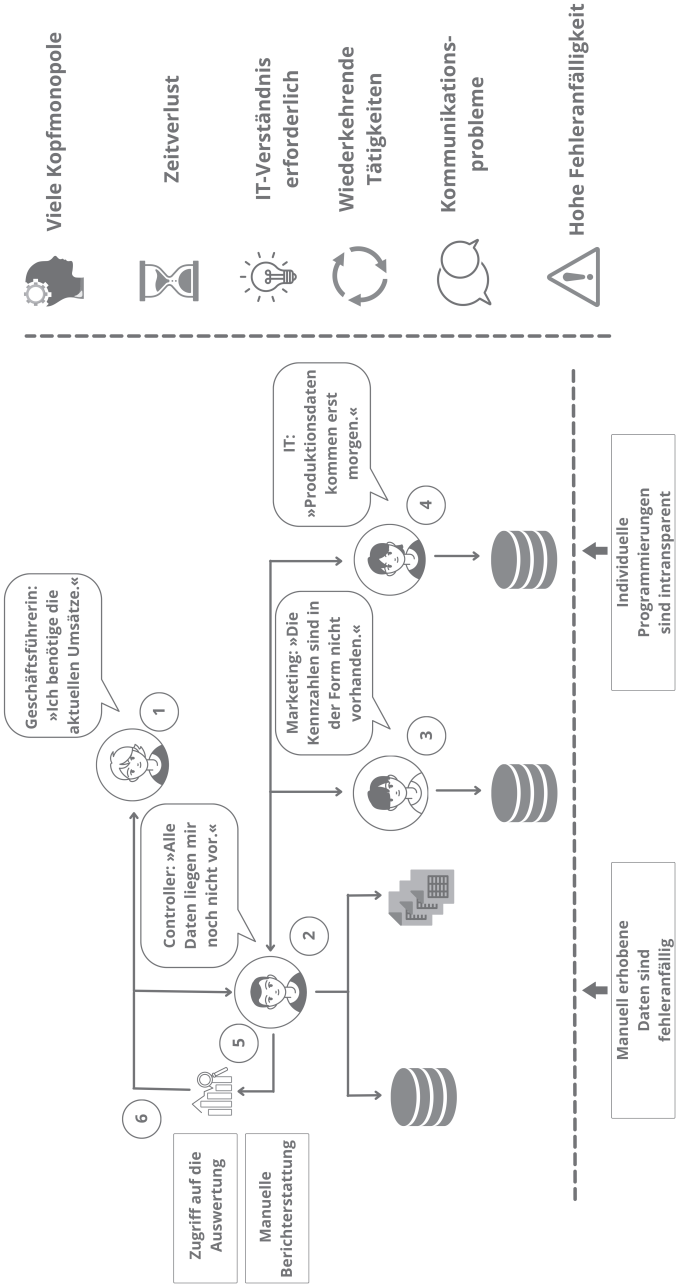 Geschäftsführerin:
»Ich benötige die
aktuellen Umsätze.«
1
Controller: »Alle
Daten liegen mir
noch nicht vor.«
2
Marketing: »Die
Kennzahlen sind in
der Form nicht
vorhanden.«
3
IT:
»Produktionsdaten
kommen erst
morgen.«
4
5
6
Zugriff auf die
Auswertung
Manuelle
Berichterstattung
Manuell erhobene
Daten sind
fehleranfällig
Individuelle
Programmierungen
sind intransparent
Viele Kopfmonopole
Zeitverlust
IT-Verständnis
erforderlich
Wiederkehrende
Tätigkeiten
Kommunikations-
probleme
Hohe Fehleranfälligkeit